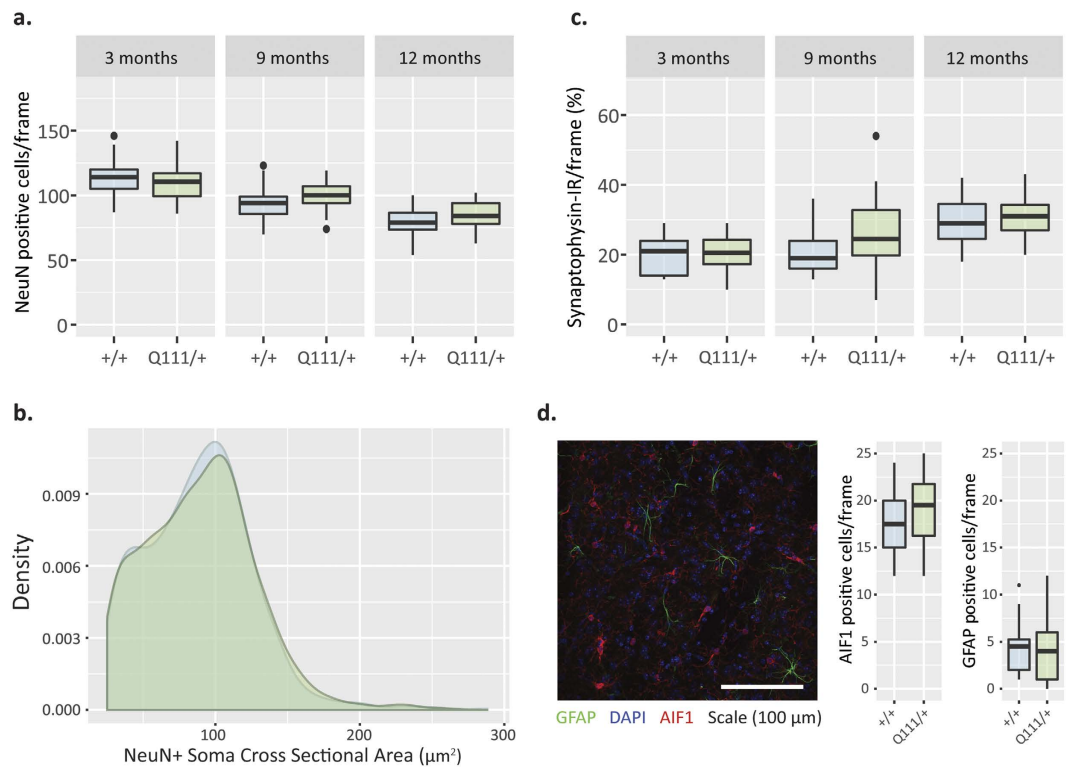 a.
3 months
9 months
12 months
NeuN positive cells/frame
150
100
50
0
+/+
Q111/+
+/+
Q111/+
+/+
Q111/+
c.
3 months
9 months
12 months
Synaptophysin-IR/frame (%)
60
40
20
0
+/+
Q111/+
+/+
Q111/+
+/+
Q111/+
b.
Density
0.009
0.006
0.003
0.000
100
200
300
NeuN+ Soma Cross Sectional Area (µm²)
d.
GFAP DAPI AIF1 Scale (100 µm)
AIF1 positive cells/frame
25
20
15
10
5
0
+/+
Q111/+
GFAP positive cells/frame
25
20
15
10
5
0
+/+
Q111/+